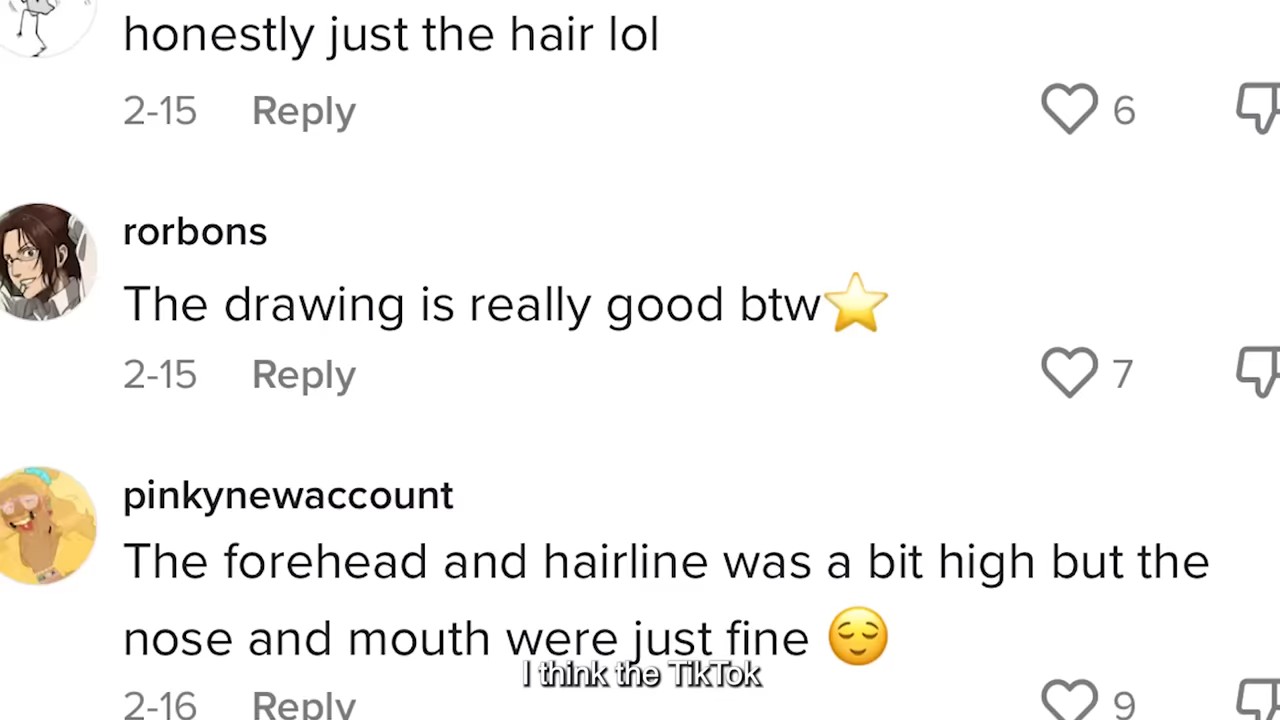 honestly just the hair lol
2-15 Reply 6
rorbons
The drawing is really good btw⭐
2-15 Reply 7
pinkynewaccount
The forehead and hairline was a bit high but the
nose and mouth were just fine 😌
I think the TikTok
2-16 Reply 9